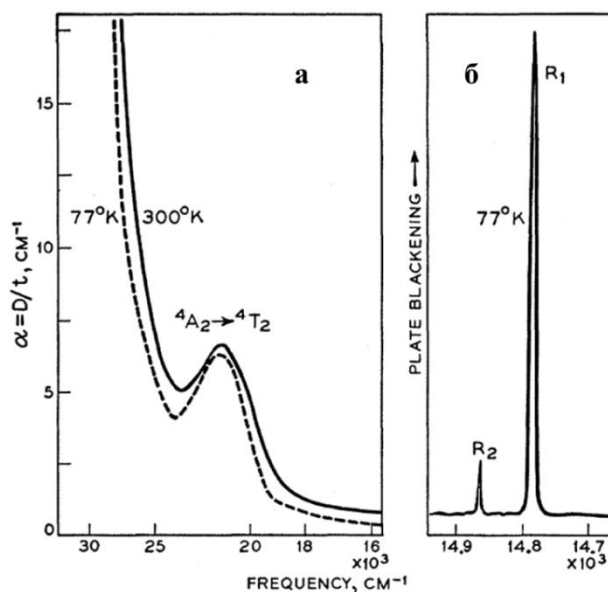 а
б
R₁
77°K
300°K
77°K
⁴A₂→⁴T₂
R₂
15
10
5
0
α=D/t, CM⁻¹
PLATE BLACKENING →
30 25 20 16
×10³
14,9 14,8 14,7
×10³
FREQUENCY, CM⁻¹